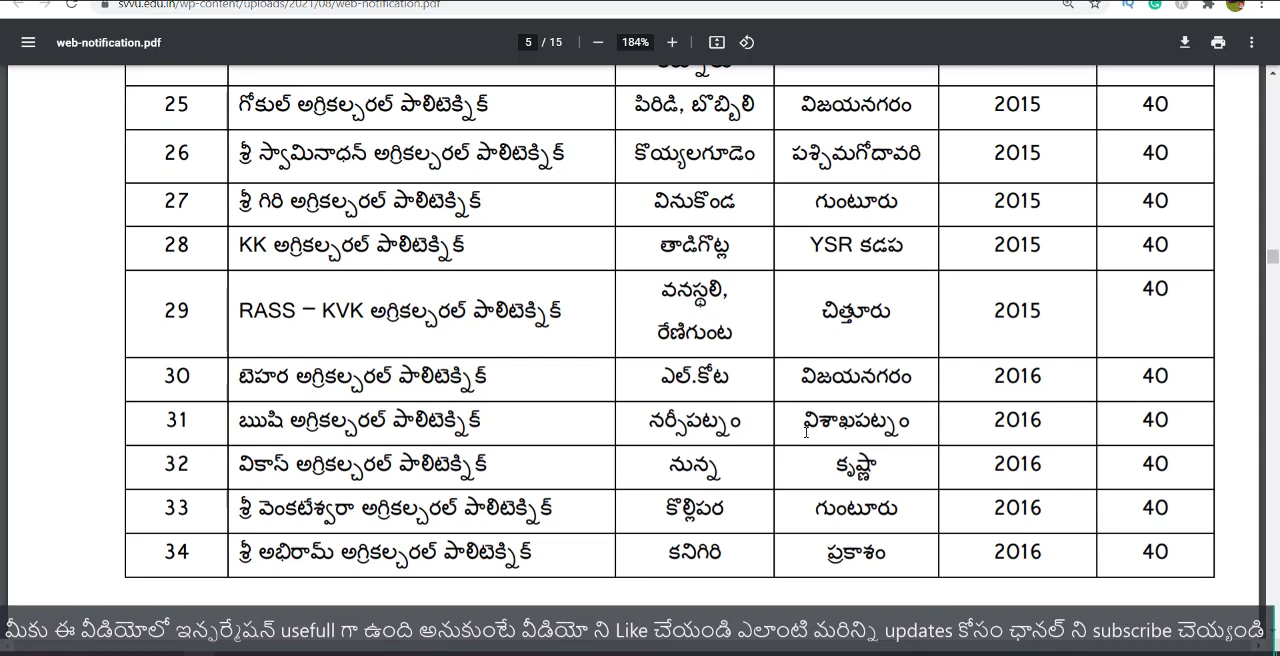 svvu.edu.in/wp-content/uploads/2021/08/web-notification.pdf
web-notification.pdf 5 / 15 184%
25 గోకుల్ అగ్రికల్చరల్ పాలిటెక్నిక్ పిరిడి, బొబ్బిలి విజయనగరం 2015 40
26 శ్రీ స్వామినాధన్ అగ్రికల్చరల్ పాలిటెక్నిక్ కొయ్యలగూడెం పశ్చిమగోదావరి 2015 40
27 శ్రీ గిరి అగ్రికల్చరల్ పాలిటెక్నిక్ వినుకొండ గుంటూరు 2015 40
28 KK అగ్రికల్చరల్ పాలిటెక్నిక్ తాడిగొట్ల YSR కడప 2015 40
29 RASS – KVK అగ్రికల్చరల్ పాలిటెక్నిక్ వనస్థలి, చిత్తూరు 2015 40
రేణిగుంట
30 బెహర అగ్రికల్చరల్ పాలిటెక్నిక్ ఎల్.కోట విజయనగరం 2016 40
31 ఋషి అగ్రికల్చరల్ పాలిటెక్నిక్ నర్సీపట్నం విశాఖపట్నం 2016 40
32 వికాస్ అగ్రికల్చరల్ పాలిటెక్నిక్ నున్న కృష్ణా 2016 40
33 శ్రీ వెంకటేశ్వరా అగ్రికల్చరల్ పాలిటెక్నిక్ కొల్లిపర గుంటూరు 2016 40
34 శ్రీ అభిరామ్ అగ్రికల్చరల్ పాలిటెక్నిక్ కనిగిరి ప్రకాశం 2016 40
మీకు ఈ వీడియోలో ఇన్ఫర్మేషన్ usefull గా ఉంది అనుకుంటే వీడియో ని Like చేయండి ఎలాంటి మరిన్ని updates కోసం ఛానల్ ని subscribe చెయ్యండి